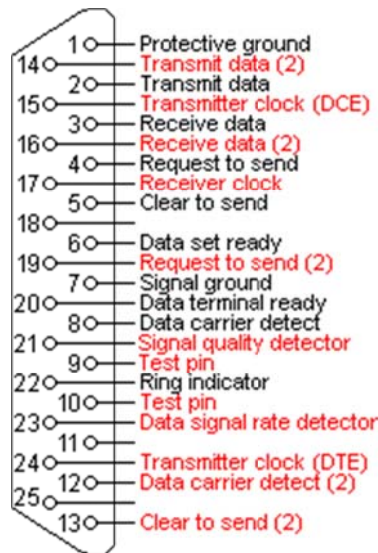 1 Protective ground
14 Transmit data (2)
2 Transmit data
15 Transmitter clock (DCE)
3 Receive data
16 Receive data (2)
4 Request to send
17 Receiver clock
5 Clear to send
18
6 Data set ready
19 Request to send (2)
7 Signal ground
20 Data terminal ready
8 Data carrier detect
21 Signal quality detector
9 Test pin
22 Ring indicator
10 Test pin
23 Data signal rate detector
11
24 Transmitter clock (DTE)
12 Data carrier detect (2)
25
13 Clear to send (2)